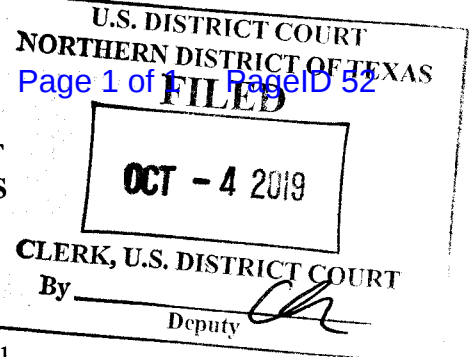 U.S. DISTRICT COURT
NORTHERN DISTRICT OF TEXAS
Page 1 of 1 PageID 52
FILED
OCT - 4 2019
CLERK, U.S. DISTRICT COURT
By
Deputy